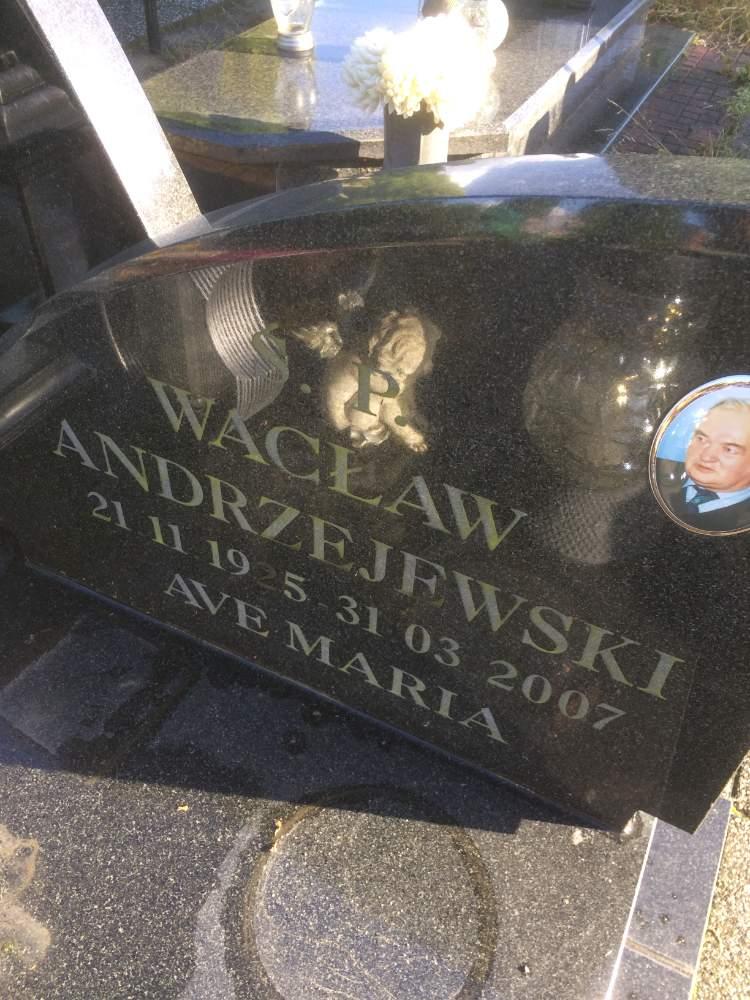 Ś. P.
WACŁAW
ANDRZEJEWSKI
21 11 1925 - 31 03 2007
AVE MARIA